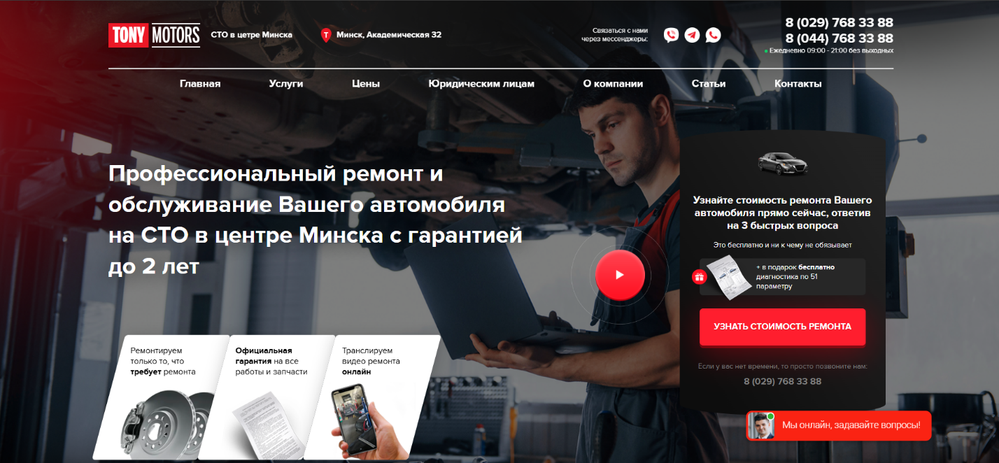 TONY MOTORS
СТО в цетре Минска
Т
Минск, Академическая 32
Связаться с нами
через мессенджеры:
8 (029) 768 33 88
8 (044) 768 33 88
Ежедневно 09:00 - 21:00 без выходных
Главная
Услуги
Цены
Юридическим лицам
О компании
Статьи
Контакты
Профессиональный ремонт и
обслуживание Вашего автомобиля
на СТО в центре Минска с гарантией
до 2 лет
Ремонтируем
только то, что
требует ремонта
Официальная
гарантия на все
работы и запчасти
Транслируем
видео ремонта
онлайн
Узнайте стоимость ремонта Вашего
автомобиля прямо сейчас, ответив
на 3 быстрых вопроса
Это бесплатно и ни к чему не обязывает
+ в подарок бесплатно
диагностика по 51
параметру
УЗНАТЬ СТОИМОСТЬ РЕМОНТА
Если у вас нет времени, то просто позвоните нам:
8 (029) 768 33 88
Мы онлайн, задавайте вопросы!